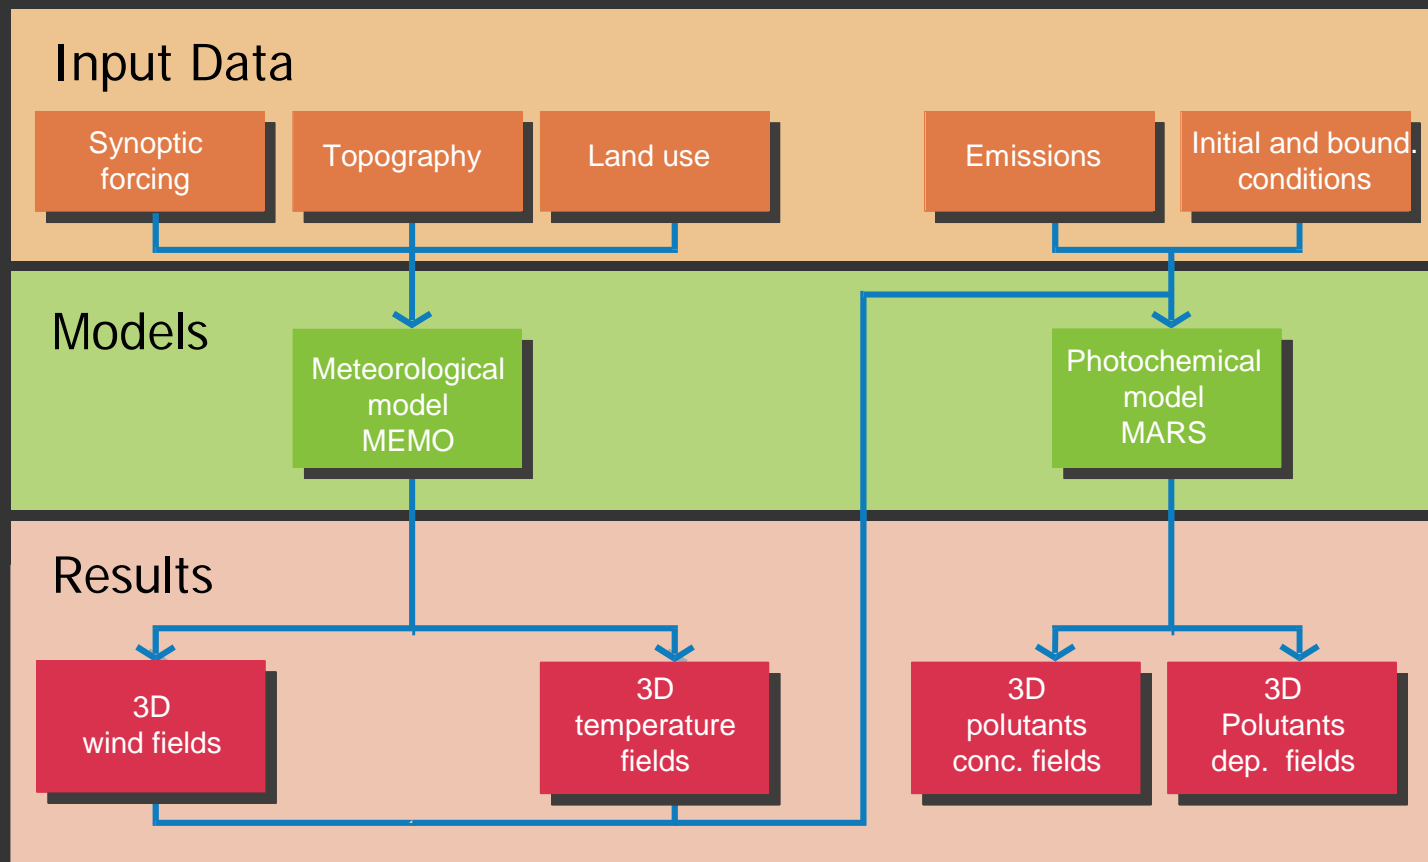 Input Data
Synoptic
forcing
Topography
Land use
Emissions
Initial and bound.
conditions
Models
Meteorological
model
MEMO
Photochemical
model
MARS
Results
3D
wind fields
3D
temperature
fields
3D
polutants
conc. fields
3D
Polutants
dep. fields